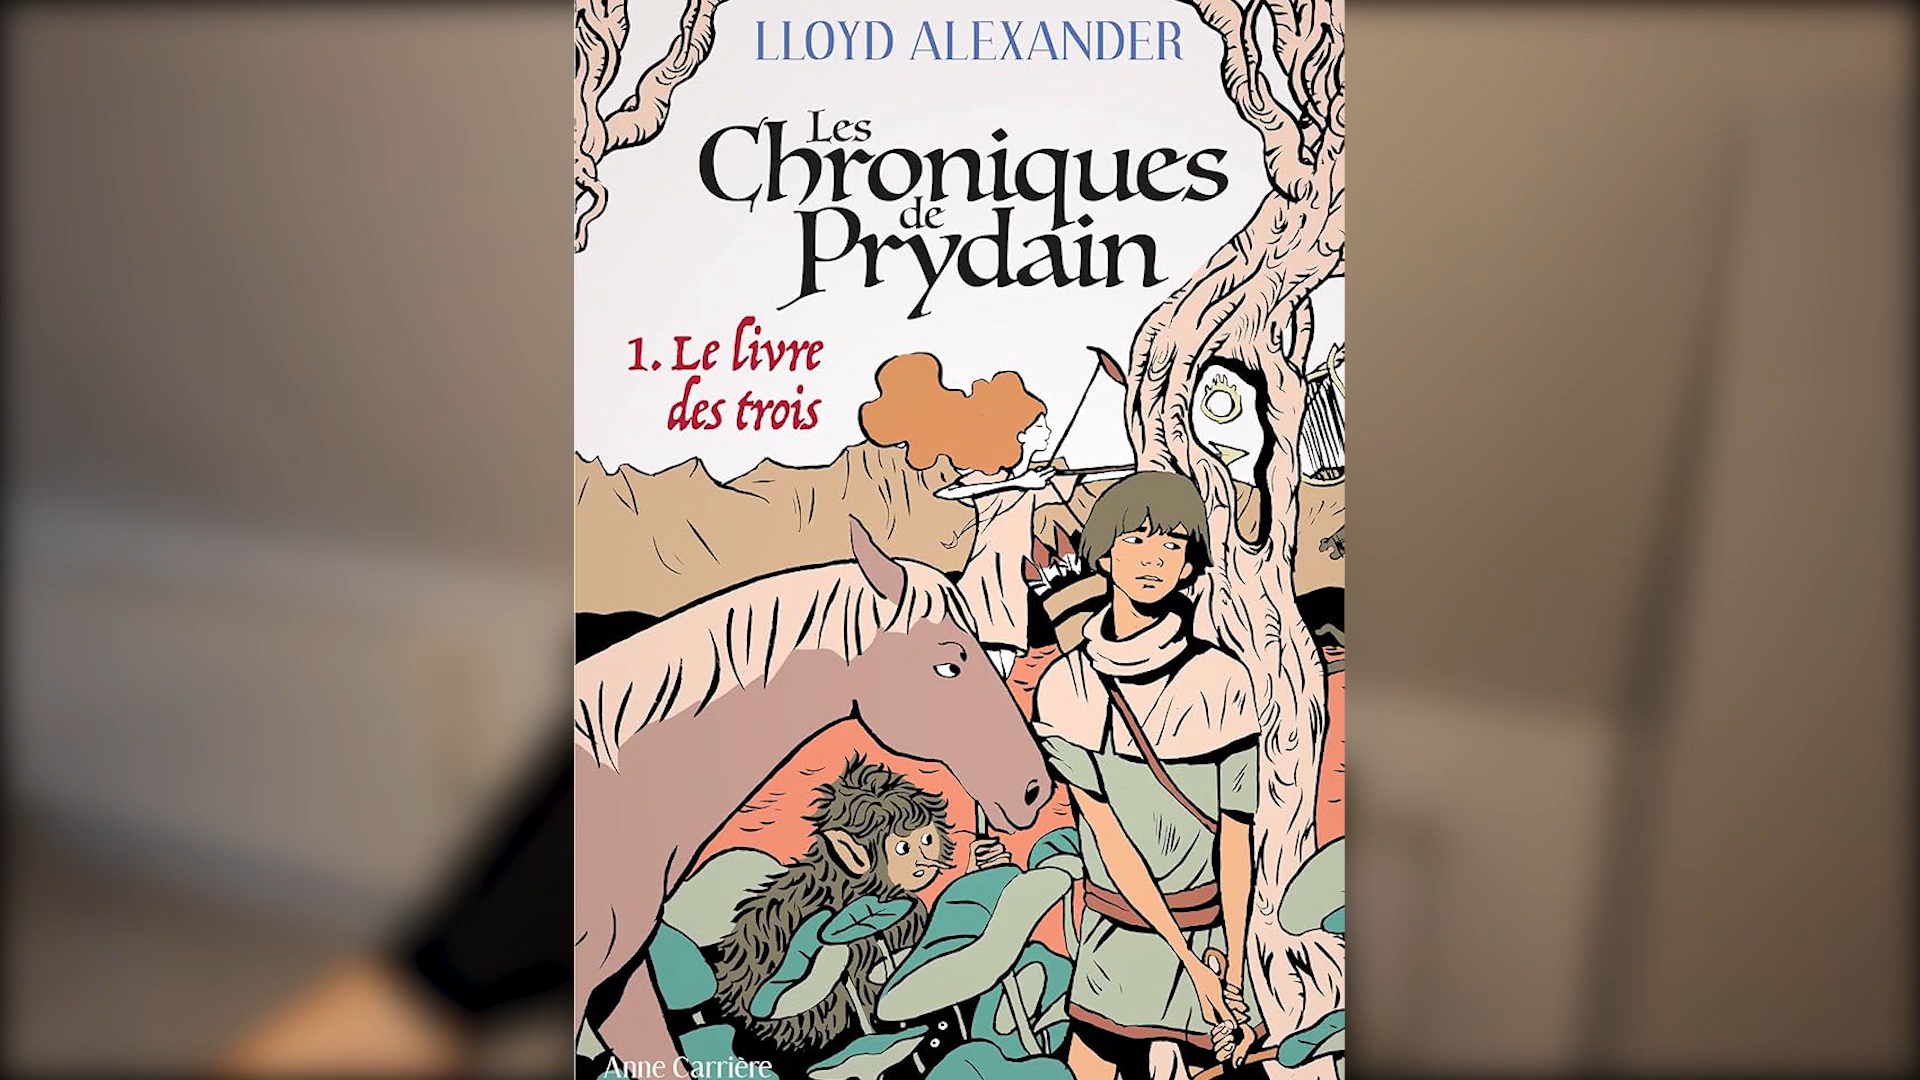 LLOYD ALEXANDER
Les
Chroniques
de
Prydain
1. Le livre
des trois
Anne Carrière